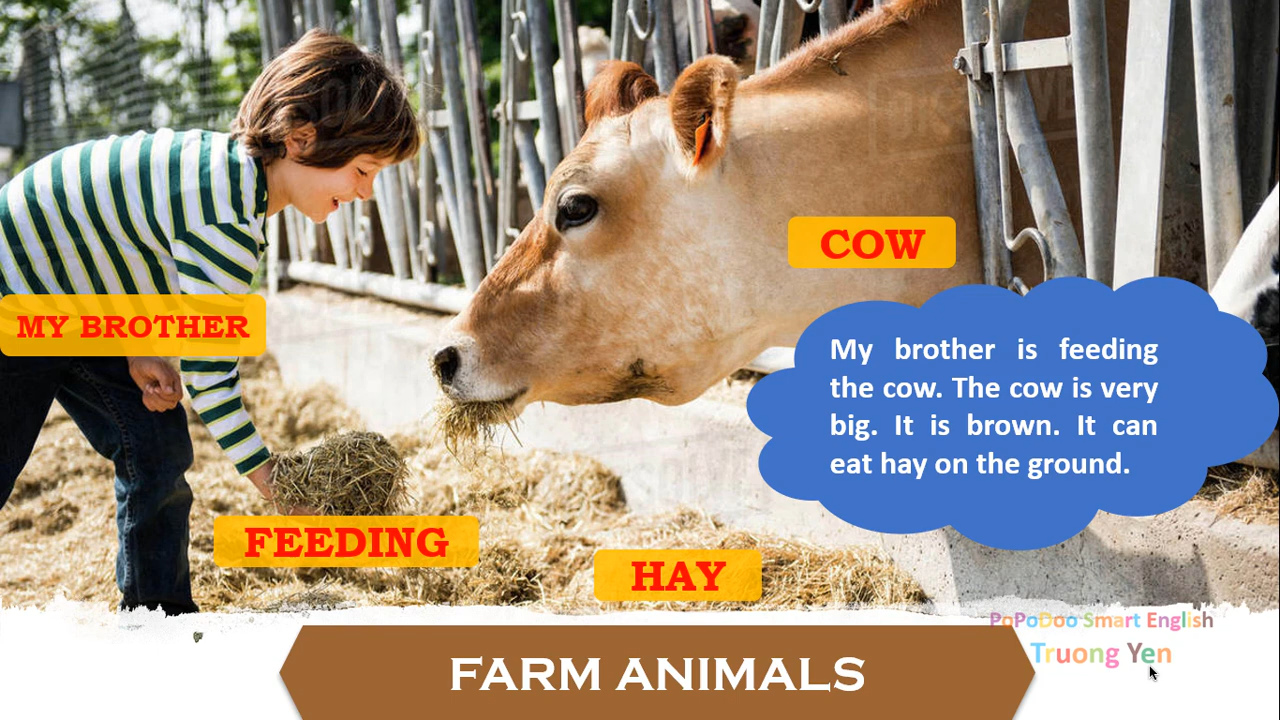 COW
MY BROTHER
My brother is feeding
the cow. The cow is very
big. It is brown. It can
eat hay on the ground.
FEEDING
HAY
PoPoDoo Smart English
Truong Yen
FARM ANIMALS